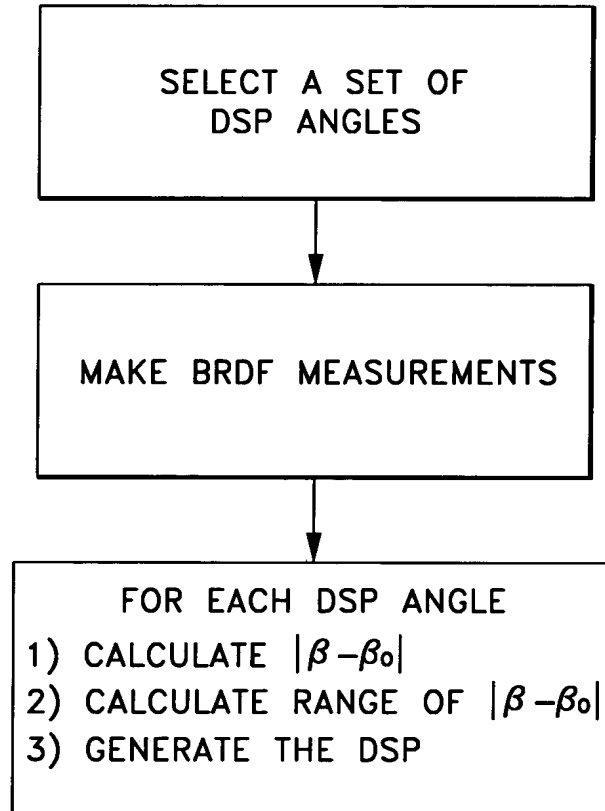 SELECT A SET OF
DSP ANGLES
MAKE BRDF MEASUREMENTS
FOR EACH DSP ANGLE
1) CALCULATE |β-β₀|
2) CALCULATE RANGE OF |β-β₀|
3) GENERATE THE DSP